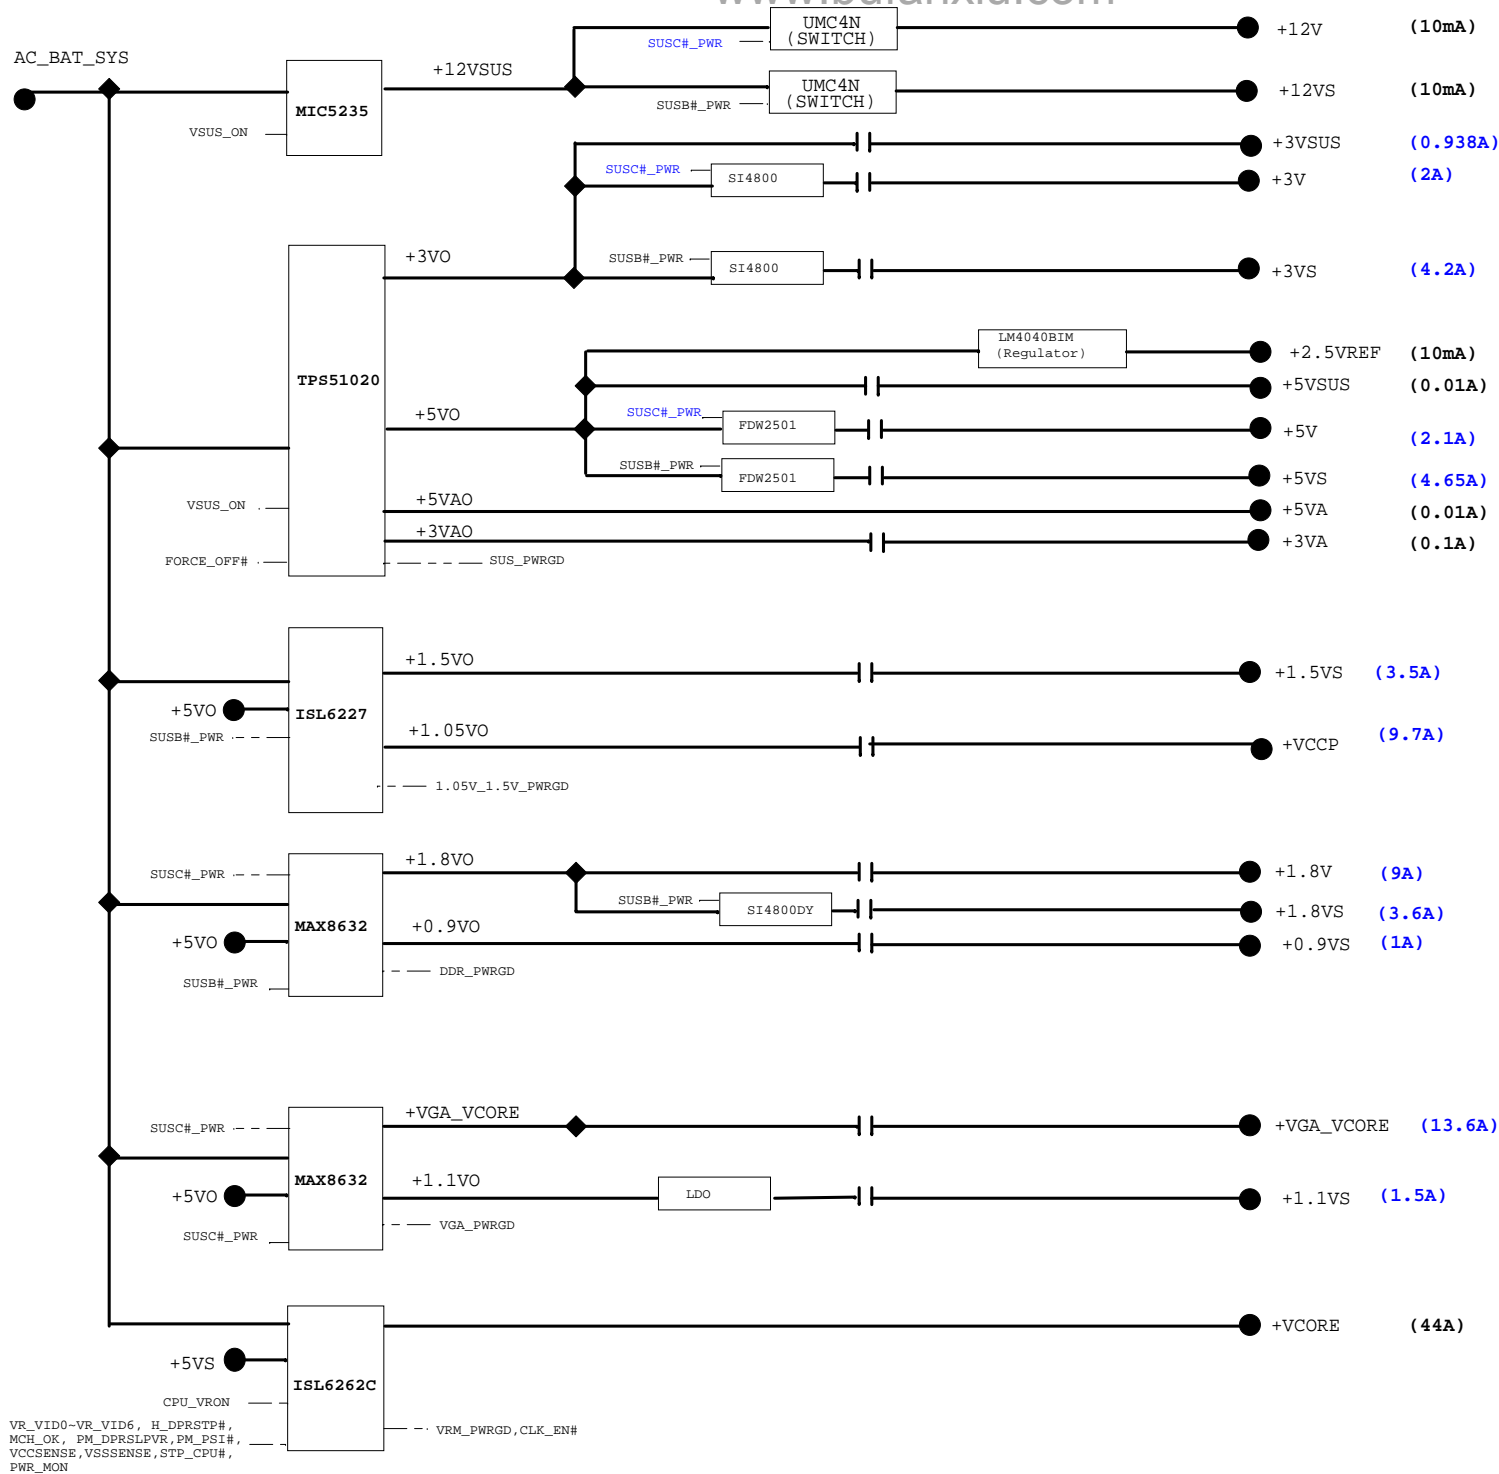 www.bufanxiu.com
UMC4N
(SWITCH)
SUSC#_PWR
+12V
(10mA)
AC_BAT_SYS
+12VSUS
MIC5235
VSUS_ON
UMC4N
(SWITCH)
SUSB#_PWR
+12VS
(10mA)
+3VSUS
(0.938A)
SUSC#_PWR
SI4800
+3V
(2A)
+3VO
SUSB#_PWR
SI4800
+3VS
(4.2A)
LM4040BIM
(Regulator)
+2.5VREF
(10mA)
TPS51020
+5VSUS
(0.01A)
+5VO
SUSC#_PWR
FDW2501
+5V
(2.1A)
SUSB#_PWR
FDW2501
+5VS
(4.65A)
VSUS_ON
+5VAO
+5VA
(0.01A)
+3VAO
+3VA
(0.1A)
FORCE_OFF#
SUS_PWRGD
+1.5VO
+1.5VS
(3.5A)
+5VO
ISL6227
SUSB#_PWR
+1.05VO
+VCCP
(9.7A)
1.05V_1.5V_PWRGD
+1.8VO
+1.8V
(9A)
SUSC#_PWR
SUSB#_PWR
SI4800DY
+1.8VS
(3.6A)
MAX8632
+0.9VO
+5VO
+0.9VS
(1A)
DDR_PWRGD
SUSB#_PWR
+VGA_VCORE
+VGA_VCORE
(13.6A)
SUSC#_PWR
MAX8632
+1.1VO
+5VO
LDO
+1.1VS
(1.5A)
VGA_PWRGD
SUSC#_PWR
+VCORE
(44A)
+5VS
ISL6262C
CPU_VRON
VR_VID0~VR_VID6, H_DPRSTP#,
MCH_OK, PM_DPRSLPVR,PM_PSI#,
VCCSENSE,VSSSENSE,STP_CPU#,
PWR_MON
VRM_PWRGD,CLK_EN#